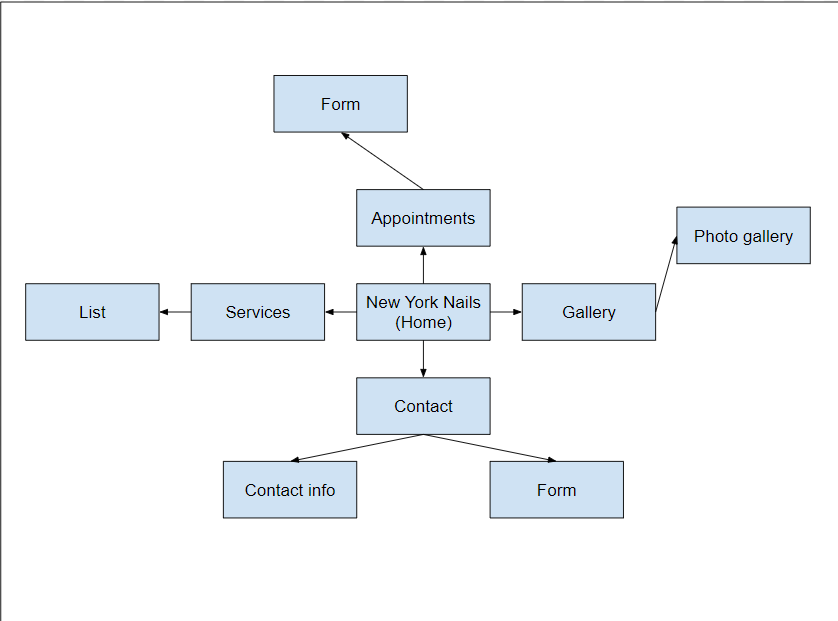 Form
Appointments
Photo gallery
List
Services
New York Nails
(Home)
Gallery
Contact
Contact info
Form